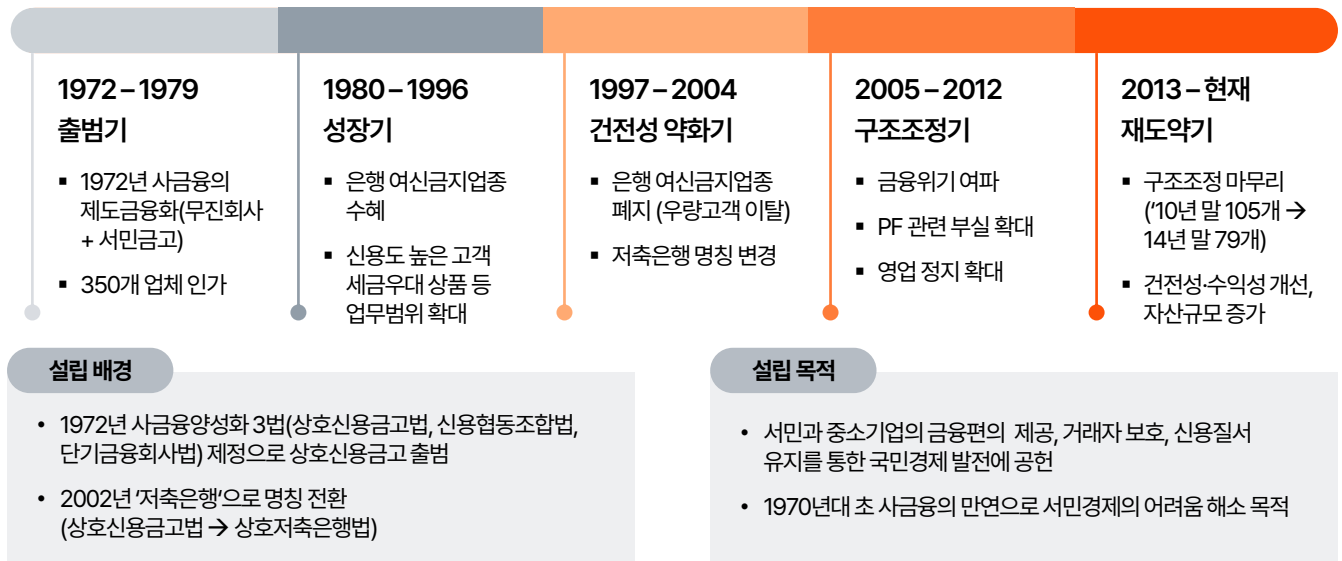 1972 – 1979
출범기
▪ 1972년 사금융의
제도금융화(무진회사
+ 서민금고)
▪ 350개 업체 인가
1980 – 1996
성장기
▪ 은행 여신금지업종
수혜
▪ 신용도 높은 고객
세금우대 상품 등
업무범위 확대
1997 – 2004
건전성 약화기
▪ 은행 여신금지업종
폐지 (우량고객 이탈)
▪ 저축은행 명칭 변경
2005 – 2012
구조조정기
▪ 금융위기 여파
▪ PF 관련 부실 확대
▪ 영업 정지 확대
2013 – 현재
재도약기
▪ 구조조정 마무리
(‘10년 말 105개 →
14년 말 79개)
▪ 건전성·수익성 개선,
자산규모 증가
설립 배경
• 1972년 사금융양성화 3법(상호신용금고법, 신용협동조합법,
단기금융회사법) 제정으로 상호신용금고 출범
• 2002년 ‘저축은행‘으로 명칭 전환
(상호신용금고법 → 상호저축은행법)
설립 목적
• 서민과 중소기업의 금융편의 제공, 거래자 보호, 신용질서
유지를 통한 국민경제 발전에 공헌
• 1970년대 초 사금융의 만연으로 서민경제의 어려움 해소 목적